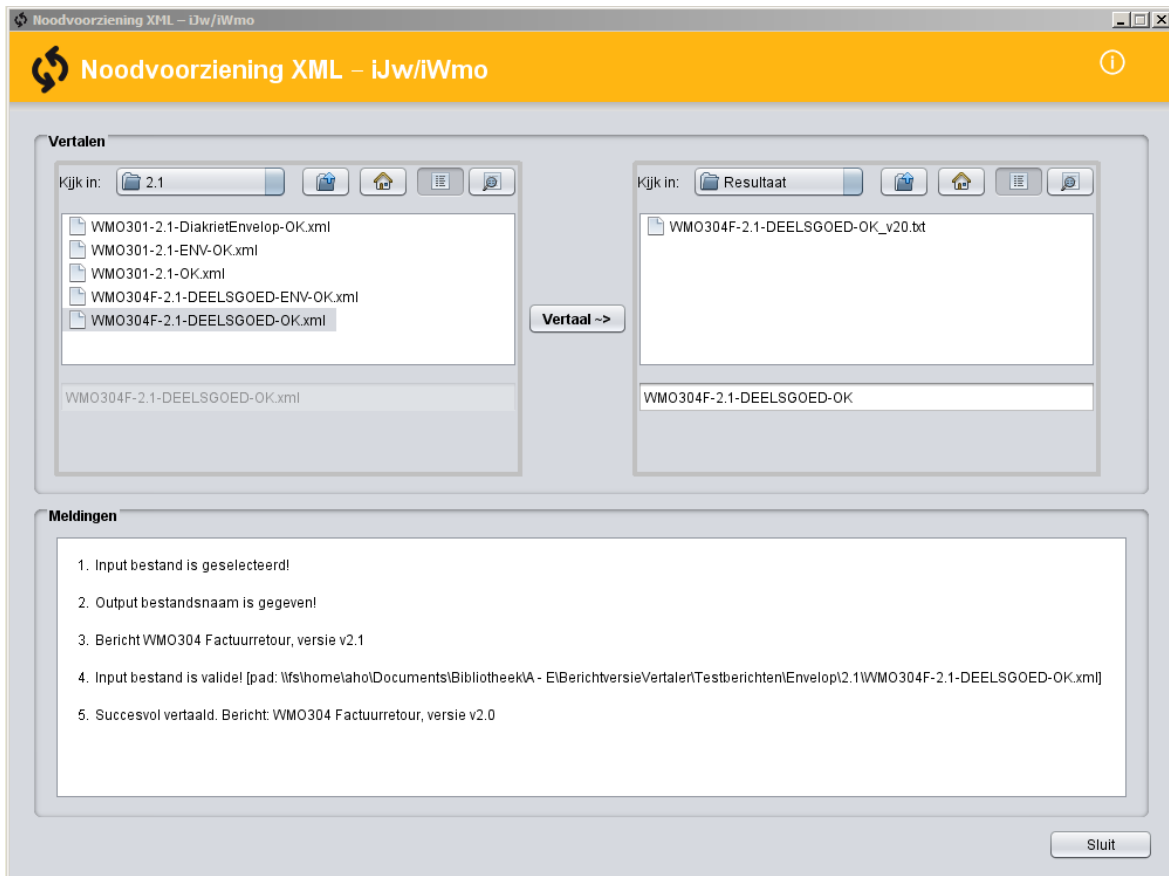 Noodvoorziening XML – iJw/iWmo
Noodvoorziening XML – iJw/iWmo
Vertalen
Kijk in: 2.1
WMO301-2.1-DiakrietEnvelop-OK.xml
WMO301-2.1-ENV-OK.xml
WMO301-2.1-OK.xml
WMO304F-2.1-DEELSGOED-ENV-OK.xml
WMO304F-2.1-DEELSGOED-OK.xml
WMO304F-2.1-DEELSGOED-OK.xml
Vertaal ~>
Kijk in: Resultaat
WMO304F-2.1-DEELSGOED-OK_v20.txt
WMO304F-2.1-DEELSGOED-OK
Meldingen
1. Input bestand is geselecteerd!
2. Output bestandsnaam is gegeven!
3. Bericht WMO304 Factuurretour, versie v2.1
4. Input bestand is valide! [pad: \\fs\home\aho\Documents\Bibliotheek\A - E\BerichtversieVertaler\Testberichten\Envelop\2.1\WMO304F-2.1-DEELSGOED-OK.xml]
5. Succesvol vertaald. Bericht: WMO304 Factuurretour, versie v2.0
Sluit